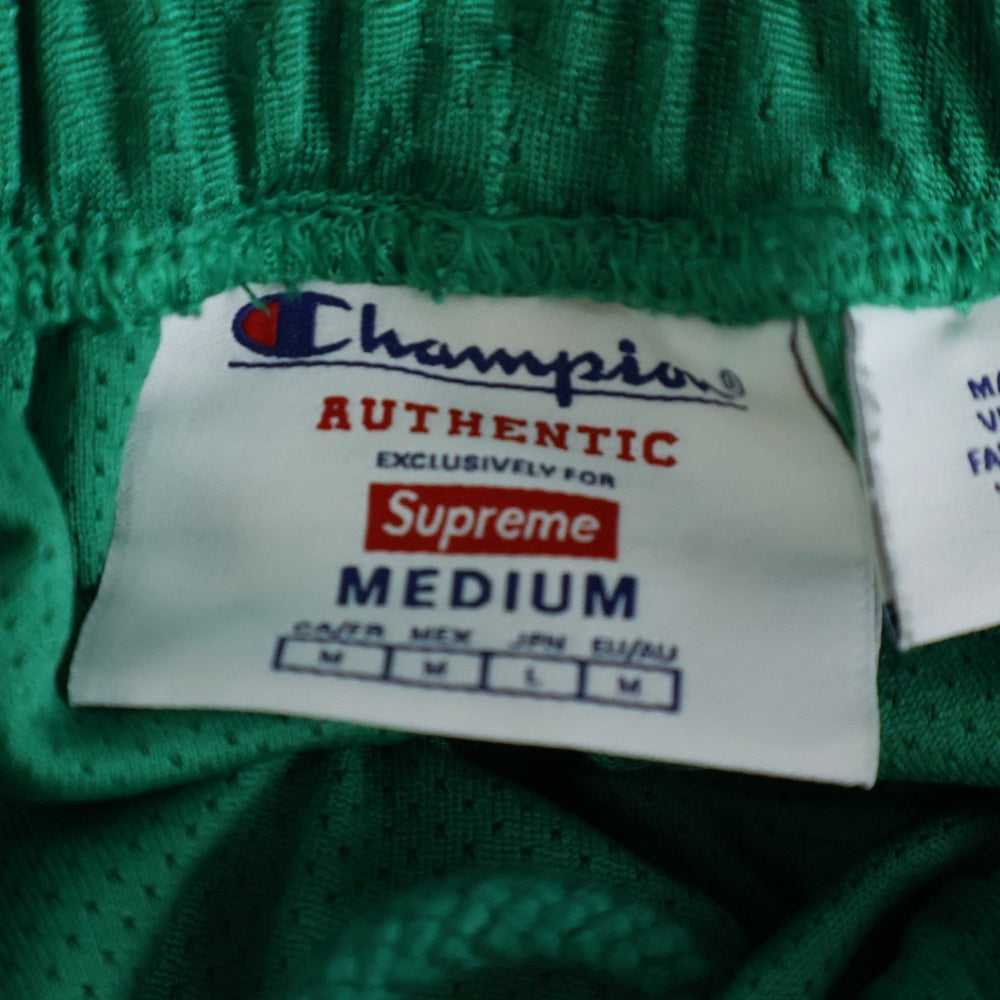 Champion®
AUTHENTIC
EXCLUSIVELY FOR
Supreme
MEDIUM
CA/FR MEX JPN EU/AU
M M L M